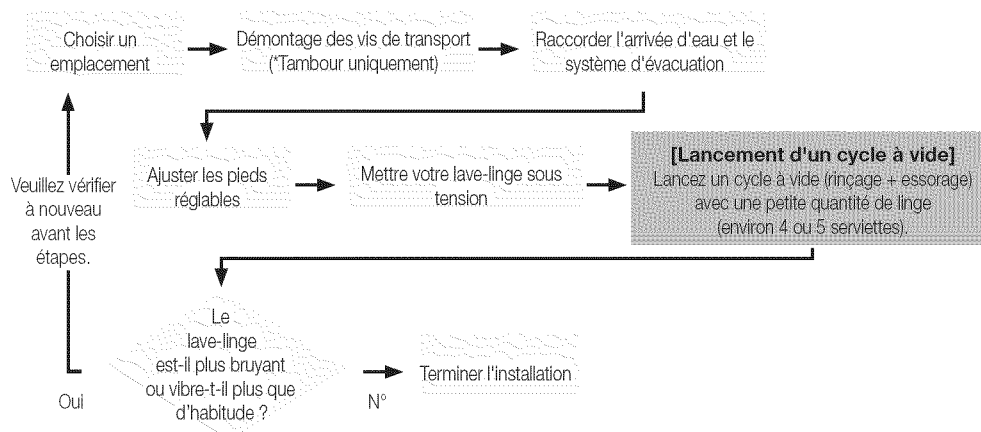 Choisir un
emplacement
Démontage des vis de transport
(*Tambour uniquement)
Raccorder l'arrivée d'eau et le
système d'évacuation
Ajuster les pieds
réglables
Mettre votre lave-linge sous
tension
[Lancement d'un cycle à vide]
Lancez un cycle à vide (rinçage + essorage)
avec une petite quantité de linge
(environ 4 ou 5 serviettes).
Veuillez vérifier
à nouveau
avant les
étapes.
Le
lave-linge
est-il plus bruyant
ou vibre-t-il plus que
d'habitude ?
Oui
N°
Terminer l'installation